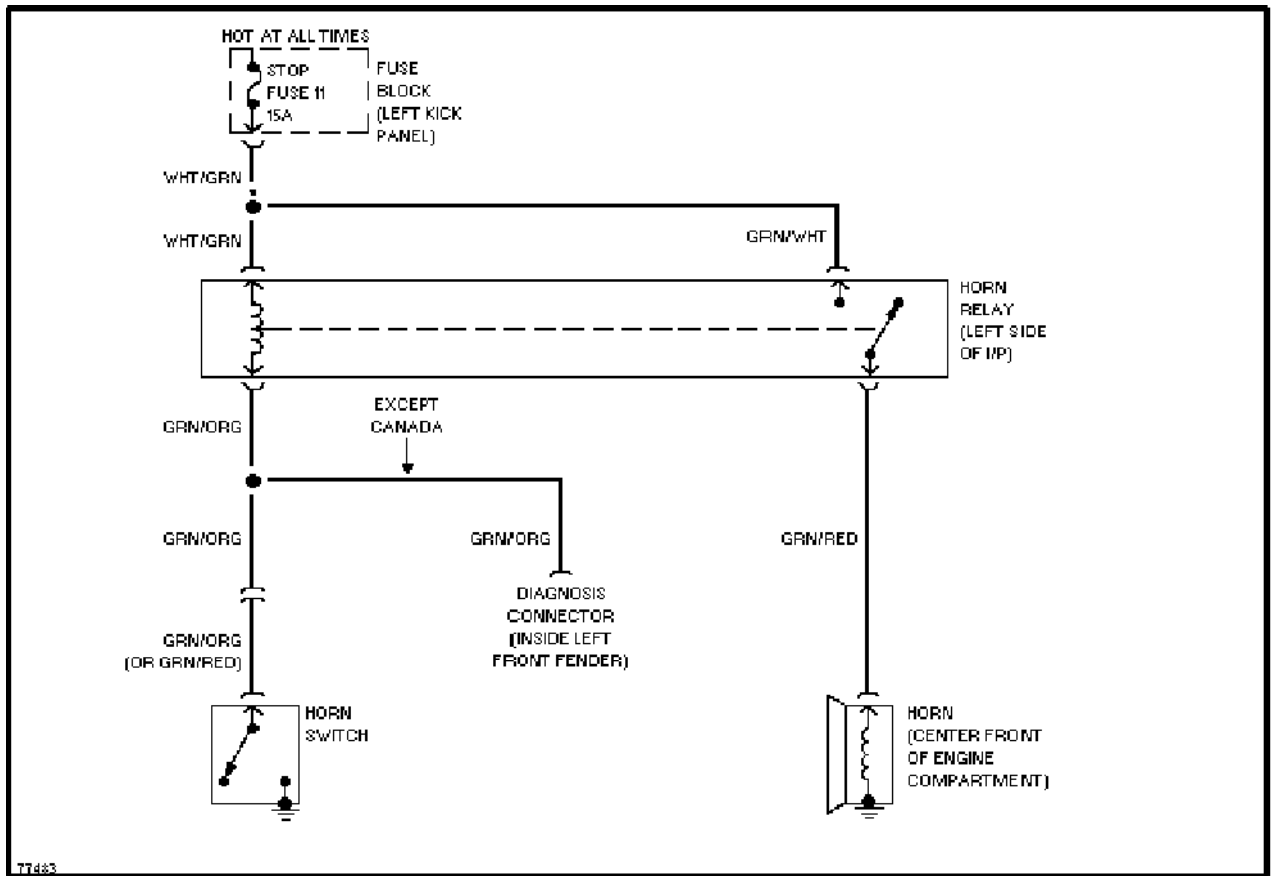 HOT AT ALL TIMES
STOP
FUSE 11
15A
FUSE
BLOCK
(LEFT KICK
PANEL)
WHT/GRN
WHT/GRN
GRN/WHT
HORN
RELAY
(LEFT SIDE
OF I/P)
GRN/ORG
EXCEPT
CANADA
GRN/ORG
GRN/ORG
GRN/RED
DIAGNOSIS
CONNECTOR
(INSIDE LEFT
FRONT FENDER)
GRN/ORG
(OR GRN/RED)
HORN
SWITCH
HORN
(CENTER FRONT
OF ENGINE
COMPARTMENT)
77483